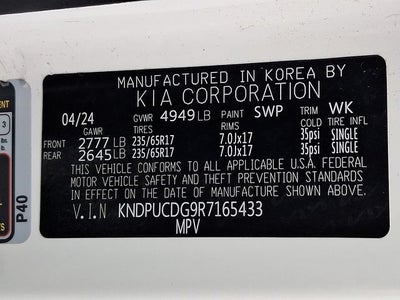 MANUFACTURED IN KOREA BY
KIA CORPORATION
04/24 GVWR 4949 LB PAINT SWP TRIM WK
GAWR TIRES RIMS COLD TIRE INFL
FRONT 2777 LB 235/65R17 7.0Jx17 35psi SINGLE
REAR 2645 LB 235/65R17 7.0Jx17 35psi SINGLE
THIS VEHICLE CONFORMS TO ALL APPLICABLE U.S.A. FEDERAL
MOTOR VEHICLE SAFETY AND THEFT PREVENTION STANDARDS
IN EFFECT ON THE DATE OF MANUFACTURE SHOWN ABOVE.
V.I.N KNDPUCDG9R7165433
MPV
3
P40